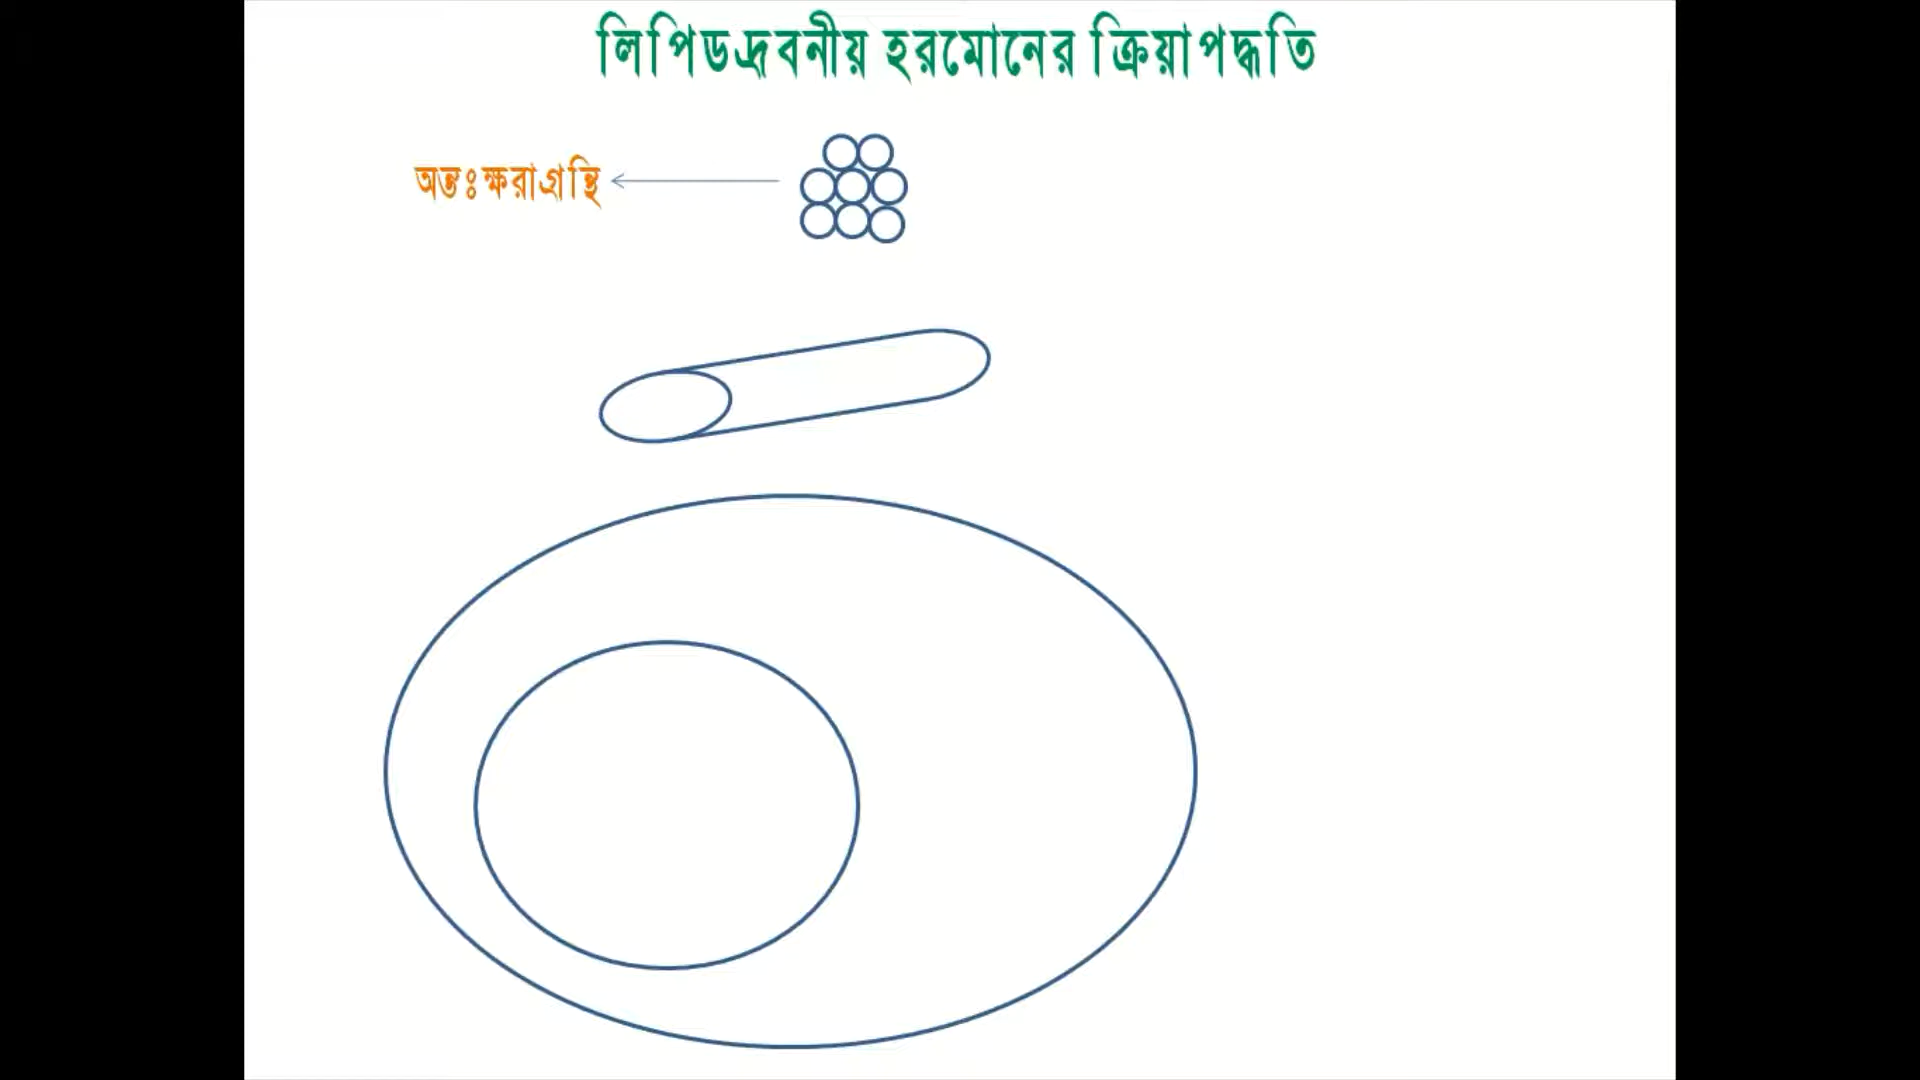 লিপিডদ্রবনীয় হরমোনের ক্রিয়াপদ্ধতি
অন্তঃক্ষরাগ্রন্থি